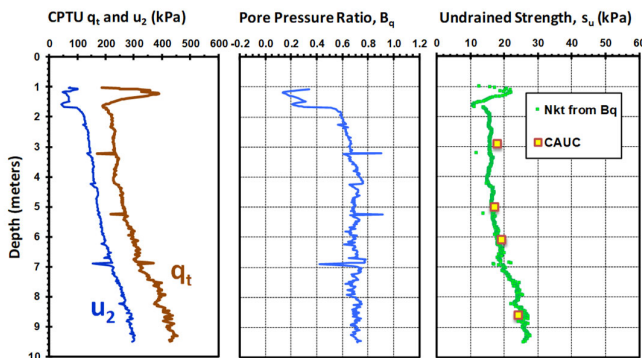 CPTU qt and u2 (kPa)
0 100 200 300 400 500 600
Pore Pressure Ratio, Bq
-0.2 0.0 0.2 0.4 0.6 0.8 1.0 1.2
Undrained Strength, su (kPa)
0 10 20 30 40 50 60
Depth (meters)
0
1
2
3
4
5
6
7
8
9
10
qt
u2
Nkt from Bq
CAUC